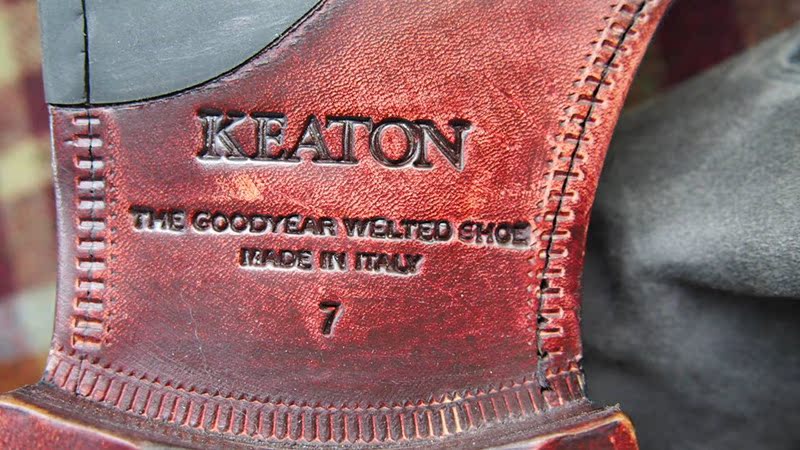 KEATON
THE GOODYEAR WELTED SHOE
MADE IN ITALY
7